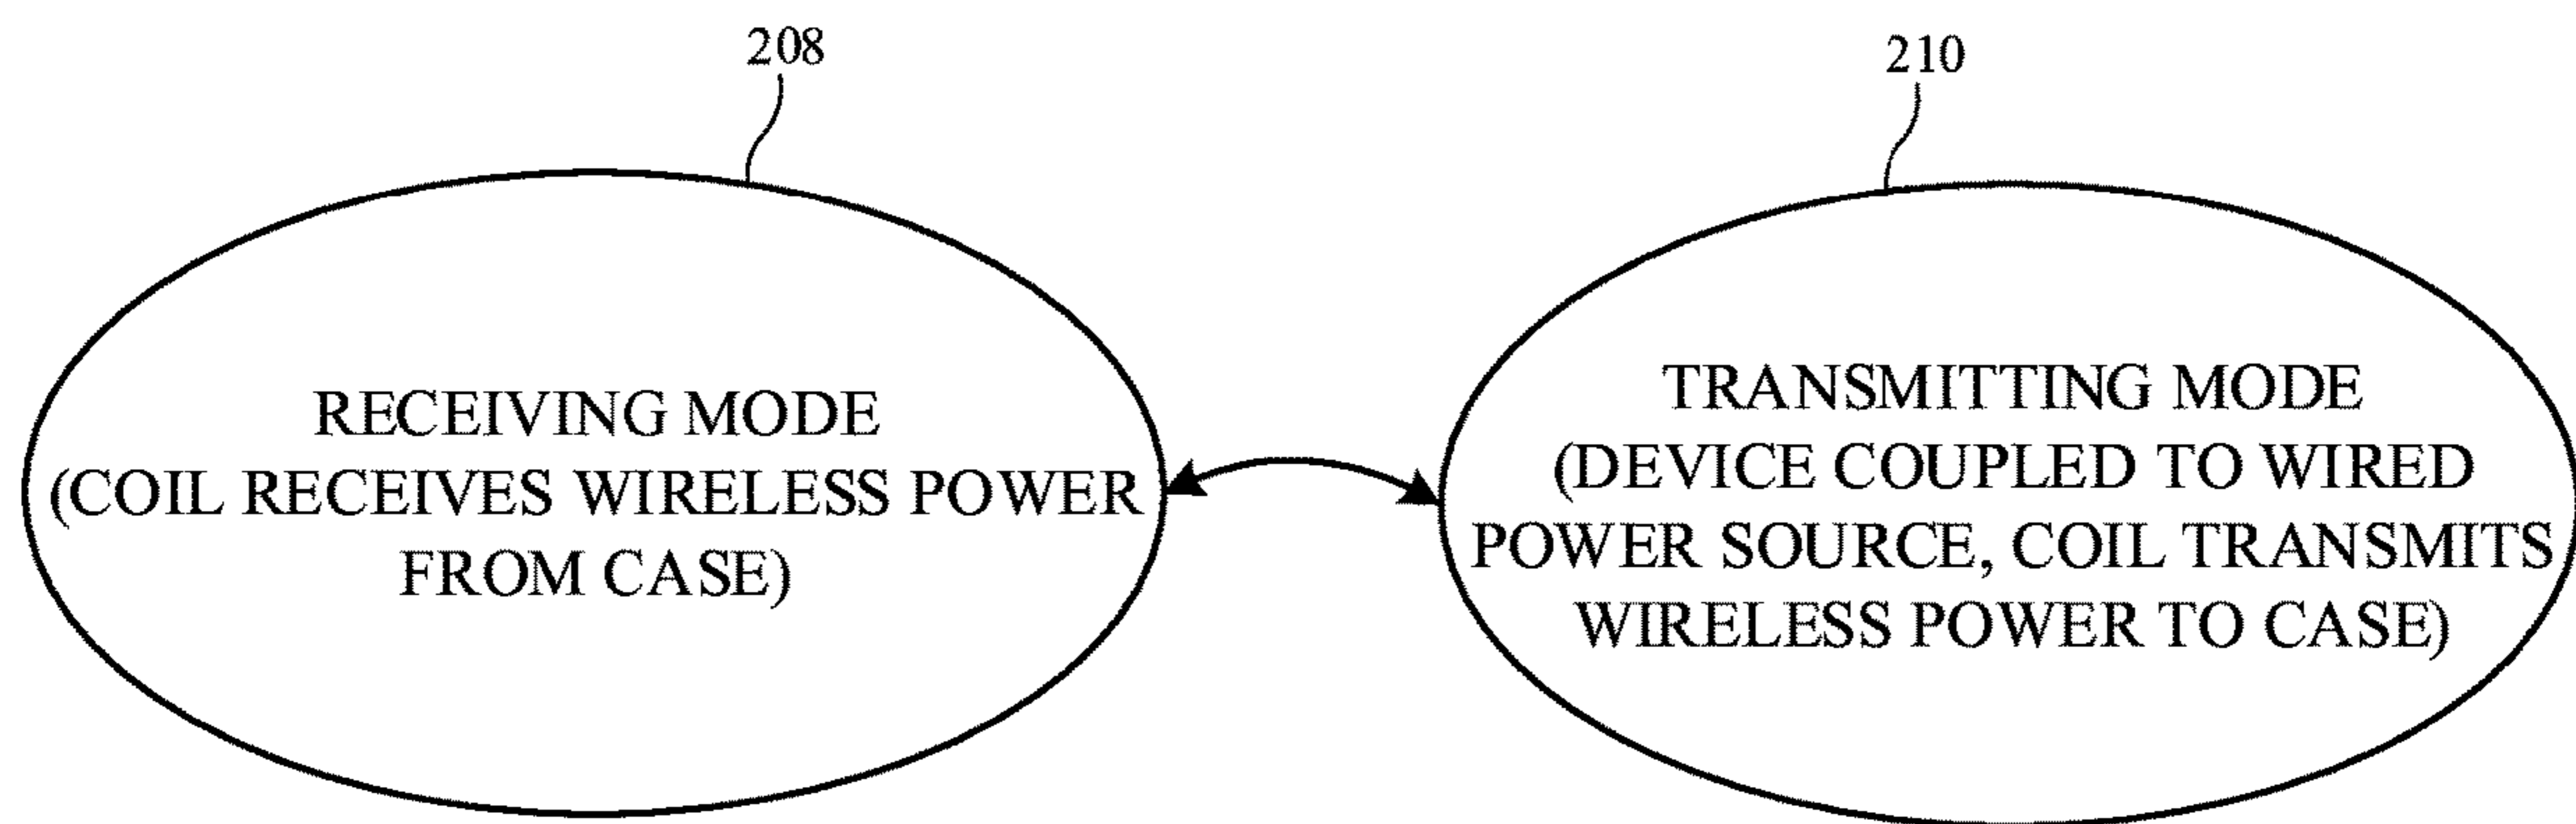 208
210
RECEIVING MODE
(COIL RECEIVES WIRELESS POWER
FROM CASE)
TRANSMITTING MODE
(DEVICE COUPLED TO WIRED
POWER SOURCE, COIL TRANSMITS
WIRELESS POWER TO CASE)